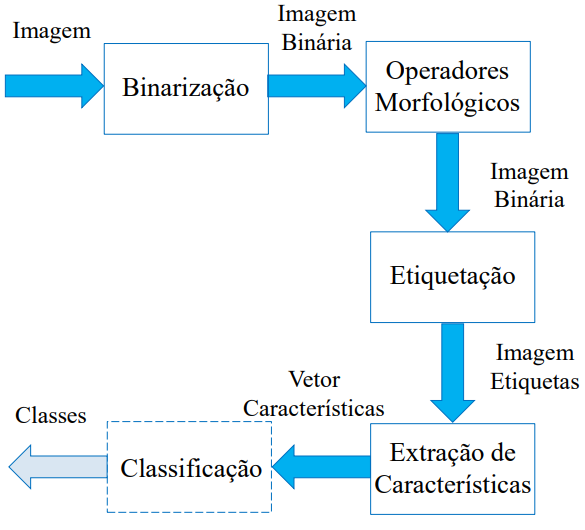 Imagem
Binarização
Imagem
Binária
Operadores
Morfológicos
Imagem
Binária
Etiquetação
Imagem
Etiquetas
Extração de
Características
Vetor
Características
Classificação
Classes